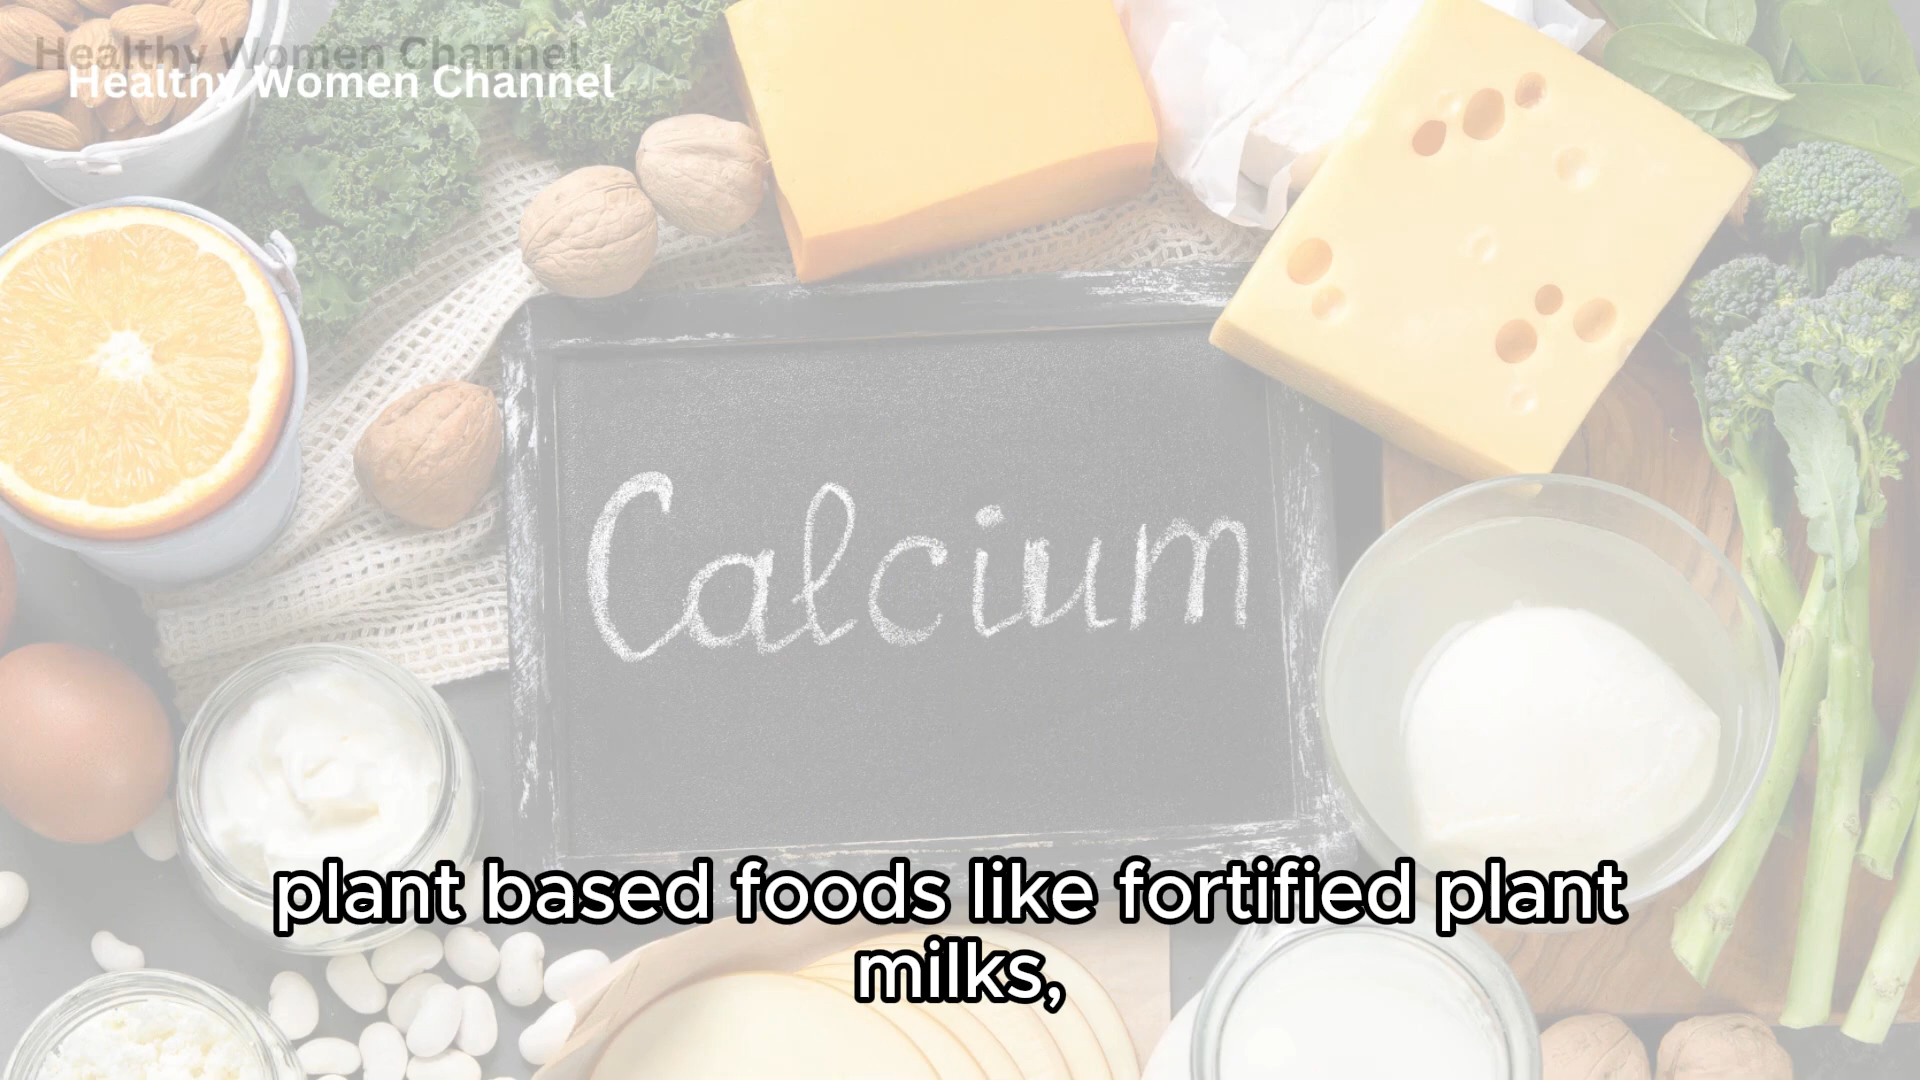 Healthy Women Channel
Healthy Women Channel
Calcium
plant based foods like fortified plant
milks,